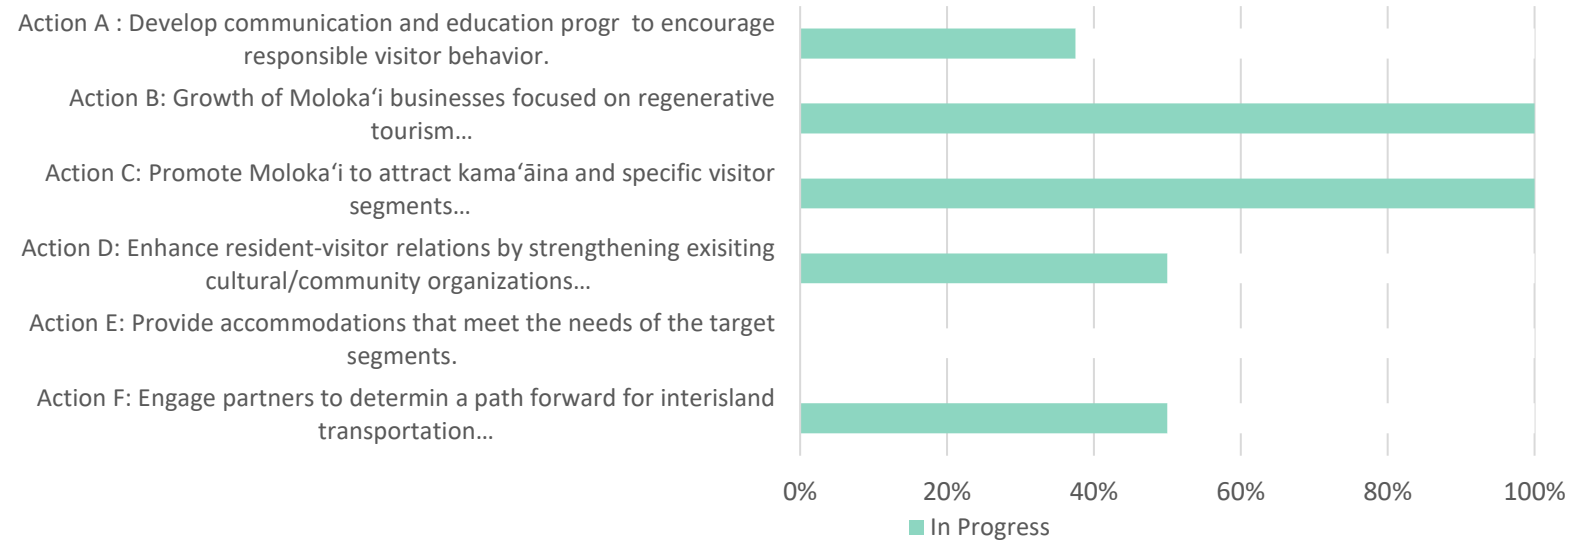 Action A : Develop communication and education progr  to encourage
responsible visitor behavior.
Action B: Growth of Molokaʻi businesses focused on regenerative
tourism…
Action C: Promote Molokaʻi to attract kamaʻāina and specific visitor
segments…
Action D: Enhance resident-visitor relations by strengthening exisiting
cultural/community organizations…
Action E: Provide accommodations that meet the needs of the target
segments.
Action F: Engage partners to determin a path forward for interisland
transportation…
0% 20% 40% 60% 80% 100%
In Progress